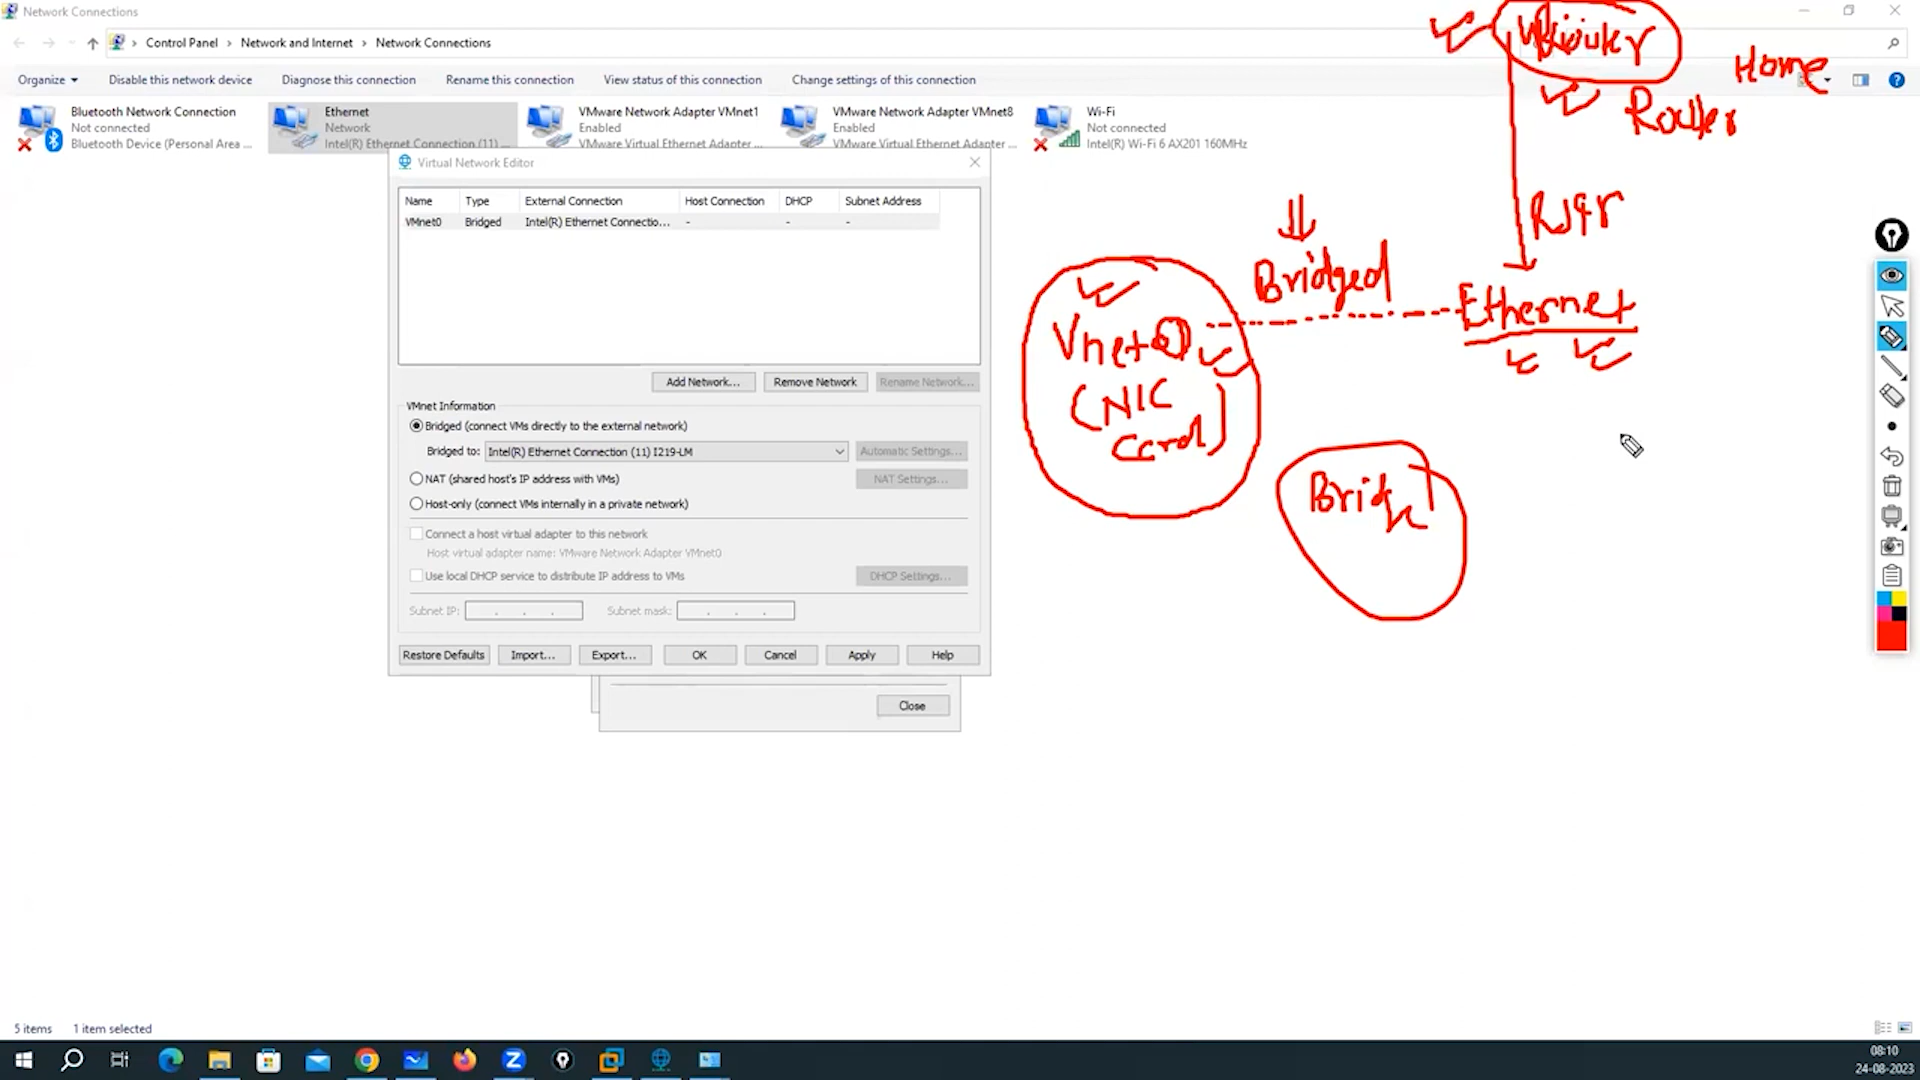 Network Connections
Control Panel > Network and Internet > Network Connections
Organize Disable this network device Diagnose this connection Rename this connection View status of this connection Change settings of this connection
Bluetooth Network Connection
Not connected
Bluetooth Device (Personal Area ...
Ethernet
Network
Intel(R) Ethernet Connection (11) ...
VMware Network Adapter VMnet1
Enabled
VMware Virtual Ethernet Adapter ...
VMware Network Adapter VMnet8
Enabled
VMware Virtual Ethernet Adapter ...
Wi-Fi
Not connected
Intel(R) Wi-Fi 6 AX201 160MHz
Home
Router
RJ45
Bridged
Ethernet
Vnet0
(NIC
Card)
Virtual Network Editor
Name Type External Connection Host Connection DHCP Subnet Address
VMnet0 Bridged Intel(R) Ethernet Connectio... - - -
Add Network... Remove Network Rename Network...
VMnet Information
Bridged (connect VMs directly to the external network)
Bridged to: Intel(R) Ethernet Connection (11) I219-LM Automatic Settings...
NAT (shared host's IP address with VMs) NAT Settings...
Host-only (connect VMs internally in a private network)
Connect a host virtual adapter to this network
Host virtual adapter name: VMware Network Adapter VMnet0
Use local DHCP service to distribute IP address to VMs DHCP Settings...
Subnet IP: . . . Subnet mask: . . .
Restore Defaults Import... Export... OK Cancel Apply Help
Close
5 items 1 item selected
08:10
24-08-2023